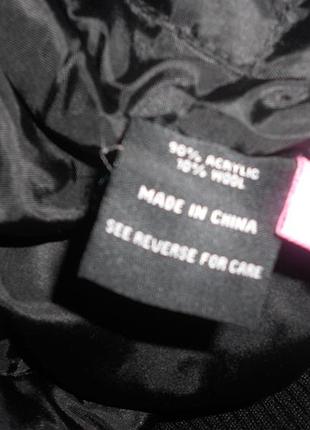 90% ACRYLIC
10% WOOL
MADE IN CHINA
SEE REVERSE FOR CARE